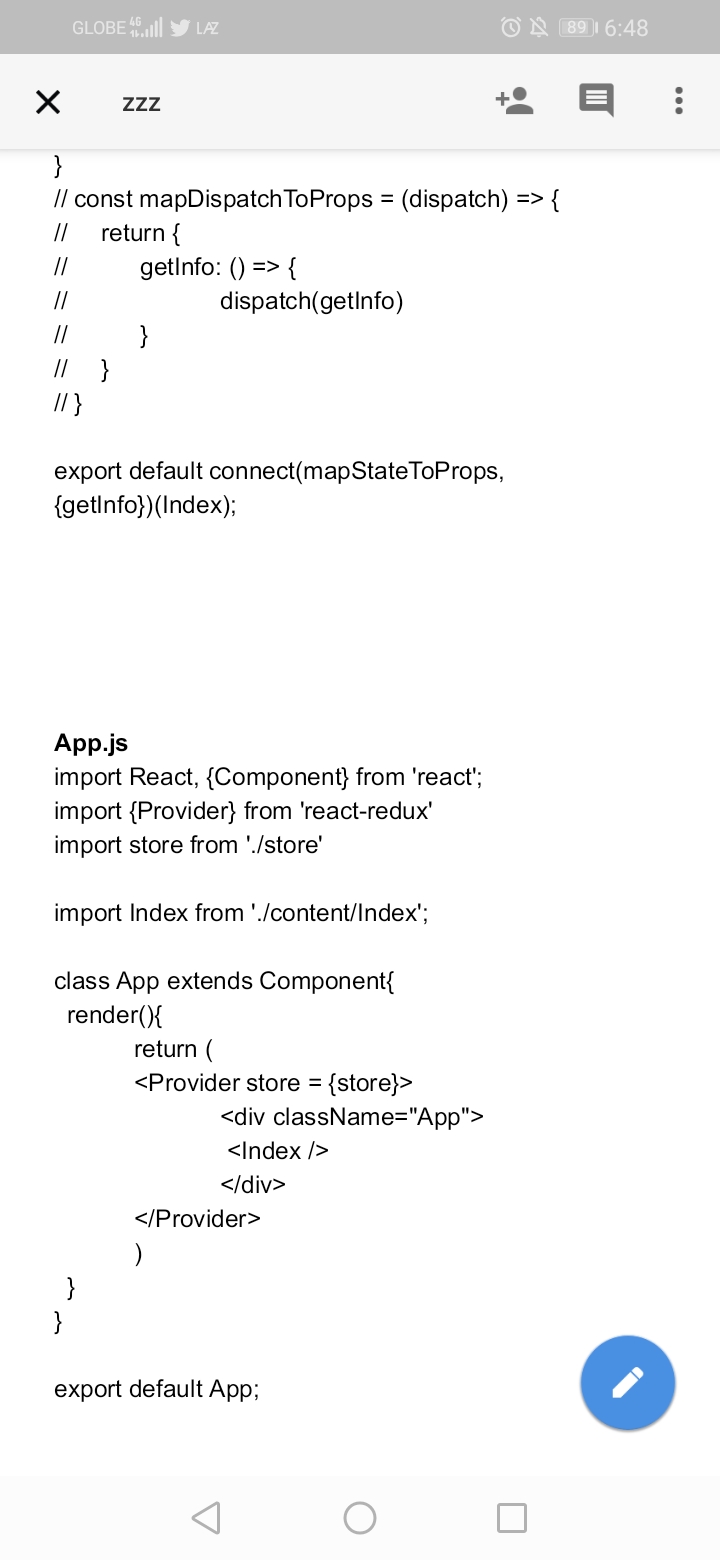 GLOBE 4G LAZ 89 6:48
zzz
}
// const mapDispatchToProps = (dispatch) => {
// return {
// getInfo: () => {
// dispatch(getInfo)
// }
// }
// }
export default connect(mapStateToProps,
{getInfo})(Index);
App.js
import React, {Component} from 'react';
import {Provider} from 'react-redux'
import store from './store'
import Index from './content/Index';
class App extends Component{
render(){
return (
<Provider store = {store}>
<div className="App">
<Index />
</div>
</Provider>
)
}
}
export default App;